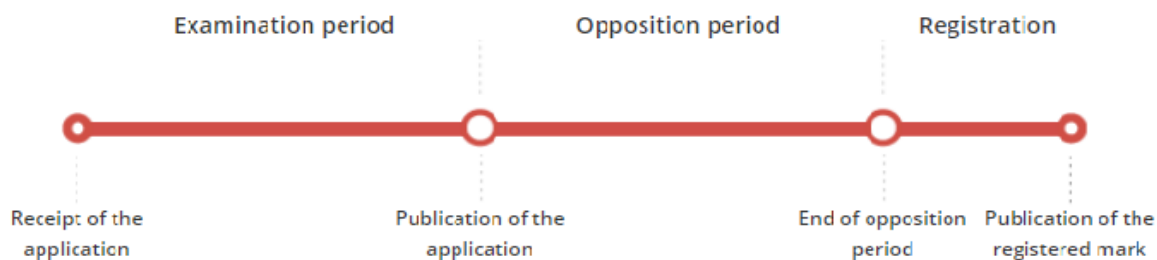 Examination period
Opposition period
Registration
Receipt of the
application
Publication of the
application
End of opposition
period
Publication of the
registered mark